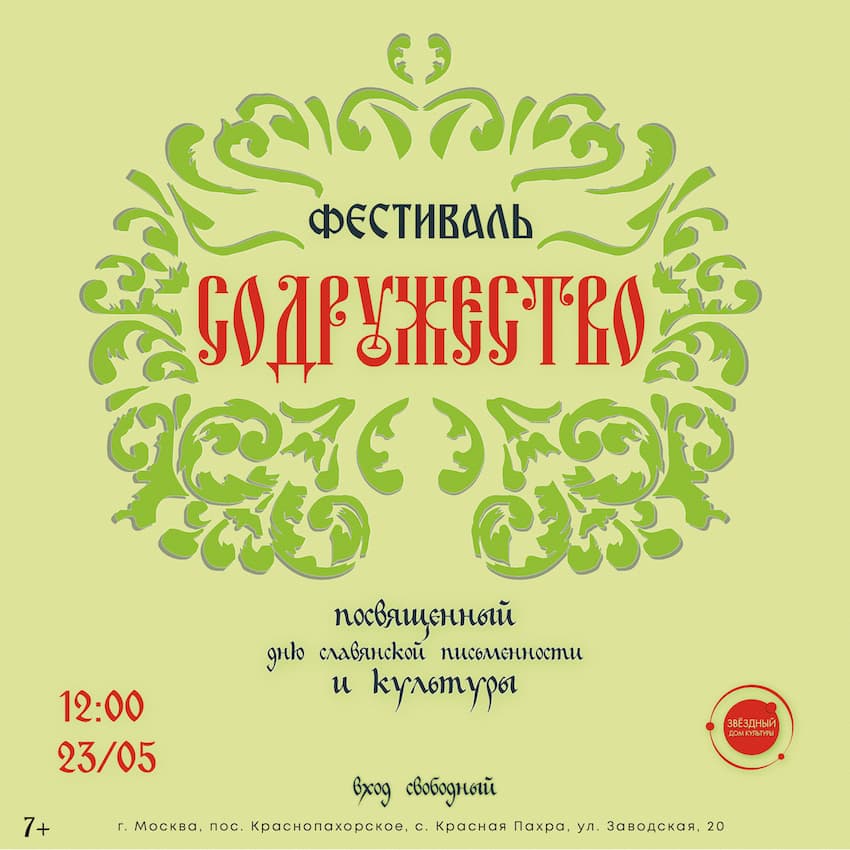 ФЕСТИВАЛЬ
СОДРУЖЕСТВО
посвященный
дню славянской письменности
и культуры
12:00
23/05
ЗВЁЗДНЫЙ
ДОМ КУЛЬТУРЫ
вход свободный
7+
г. Москва, пос. Краснопахорское, с. Красная Пахра, ул. Заводская, 20